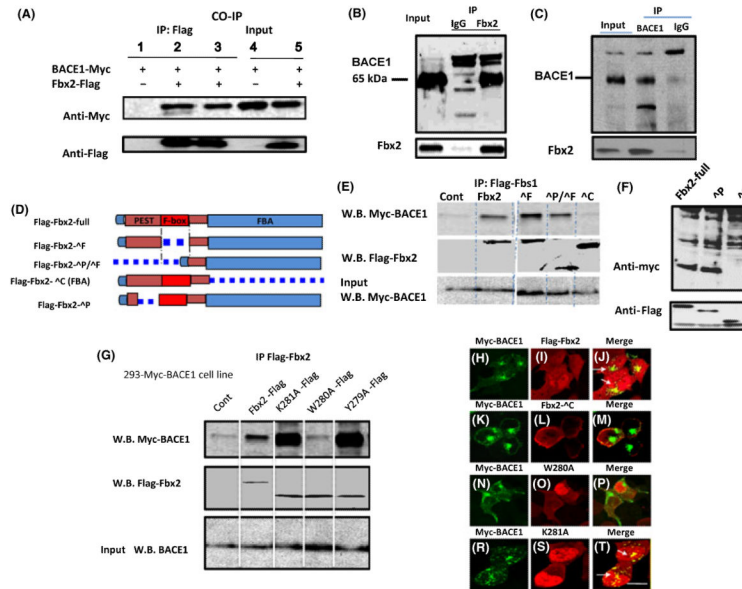 (A)
CO-IP
IP: Flag Input
1 2 3 4 5
BACE1-Myc + + + + +
Fbx2-Flag – + + – +
Anti-Myc
Anti-Flag
(B)
Input IP
IgG Fbx2
BACE1
65 kDa
Fbx2
(C)
IP
Input BACE1 IgG
BACE1
Fbx2
(D)
PEST F-box FBA
Flag-Fbx2-full
Flag-Fbx2-^F
Flag-Fbx2-^P/^F
Flag-Fbx2- ^C (FBA)
Flag-Fbx2-^P
(E)
IP: Flag-Fbs1
Cont Fbx2 ^F ^P/^F ^C
W.B. Myc-BACE1
W.B. Flag-Fbx2
Input
W.B. Myc-BACE1
(F)
Fbx2-full ^P ^
Anti-myc
Anti-Flag
(G)
IP Flag-Fbx2
293-Myc-BACE1 cell line
Cont Fbx2 -Flag K281A -Flag W280A -Flag Y279A -Flag
W.B. Myc-BACE1
W.B. Flag-Fbx2
Input W.B. BACE1
Myc-BACE1 Flag-Fbx2 Merge
(H) (I) (J)
Myc-BACE1 Fbx2-^C Merge
(K) (L) (M)
Myc-BACE1 W280A Merge
(N) (O) (P)
Myc-BACE1 K281A Merge
(R) (S) (T)